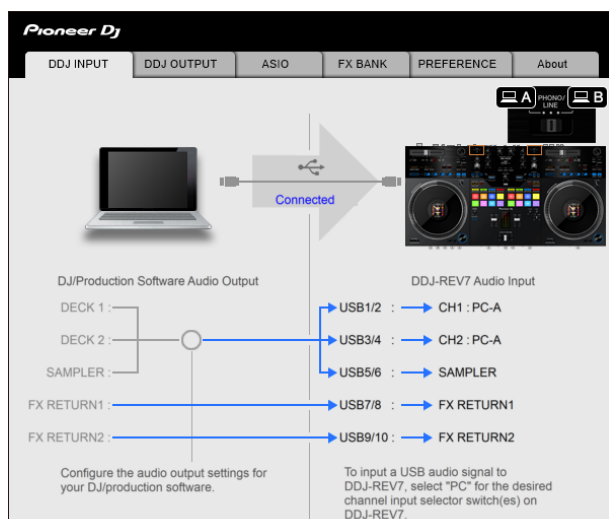 Pioneer Dj
DDJ INPUT
DDJ OUTPUT
ASIO
FX BANK
PREFERENCE
About
A
PHONO/
LINE
B
Connected
DJ/Production Software Audio Output
DDJ-REV7 Audio Input
DECK 1 :
USB1/2 :
CH1 : PC-A
DECK 2 :
USB3/4 :
CH2 : PC-A
SAMPLER :
USB5/6 :
SAMPLER
FX RETURN1 :
USB7/8 :
FX RETURN1
FX RETURN2 :
USB9/10 :
FX RETURN2
Configure the audio output settings for
your DJ/production software.
To input a USB audio signal to
DDJ-REV7, select "PC" for the desired
channel input selector switch(es) on
DDJ-REV7.